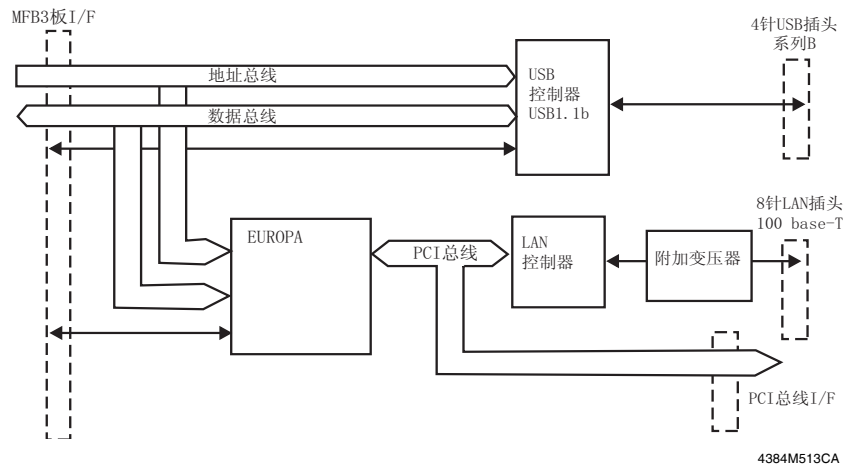 MFB3板I/F
4针USB插头
系列B
地址总线
数据总线
USB
控制器
USB1.1b
8针LAN插头
100 base-T
EUROPA
PCI总线
LAN
控制器
附加变压器
PCI总线I/F
4384M513CA